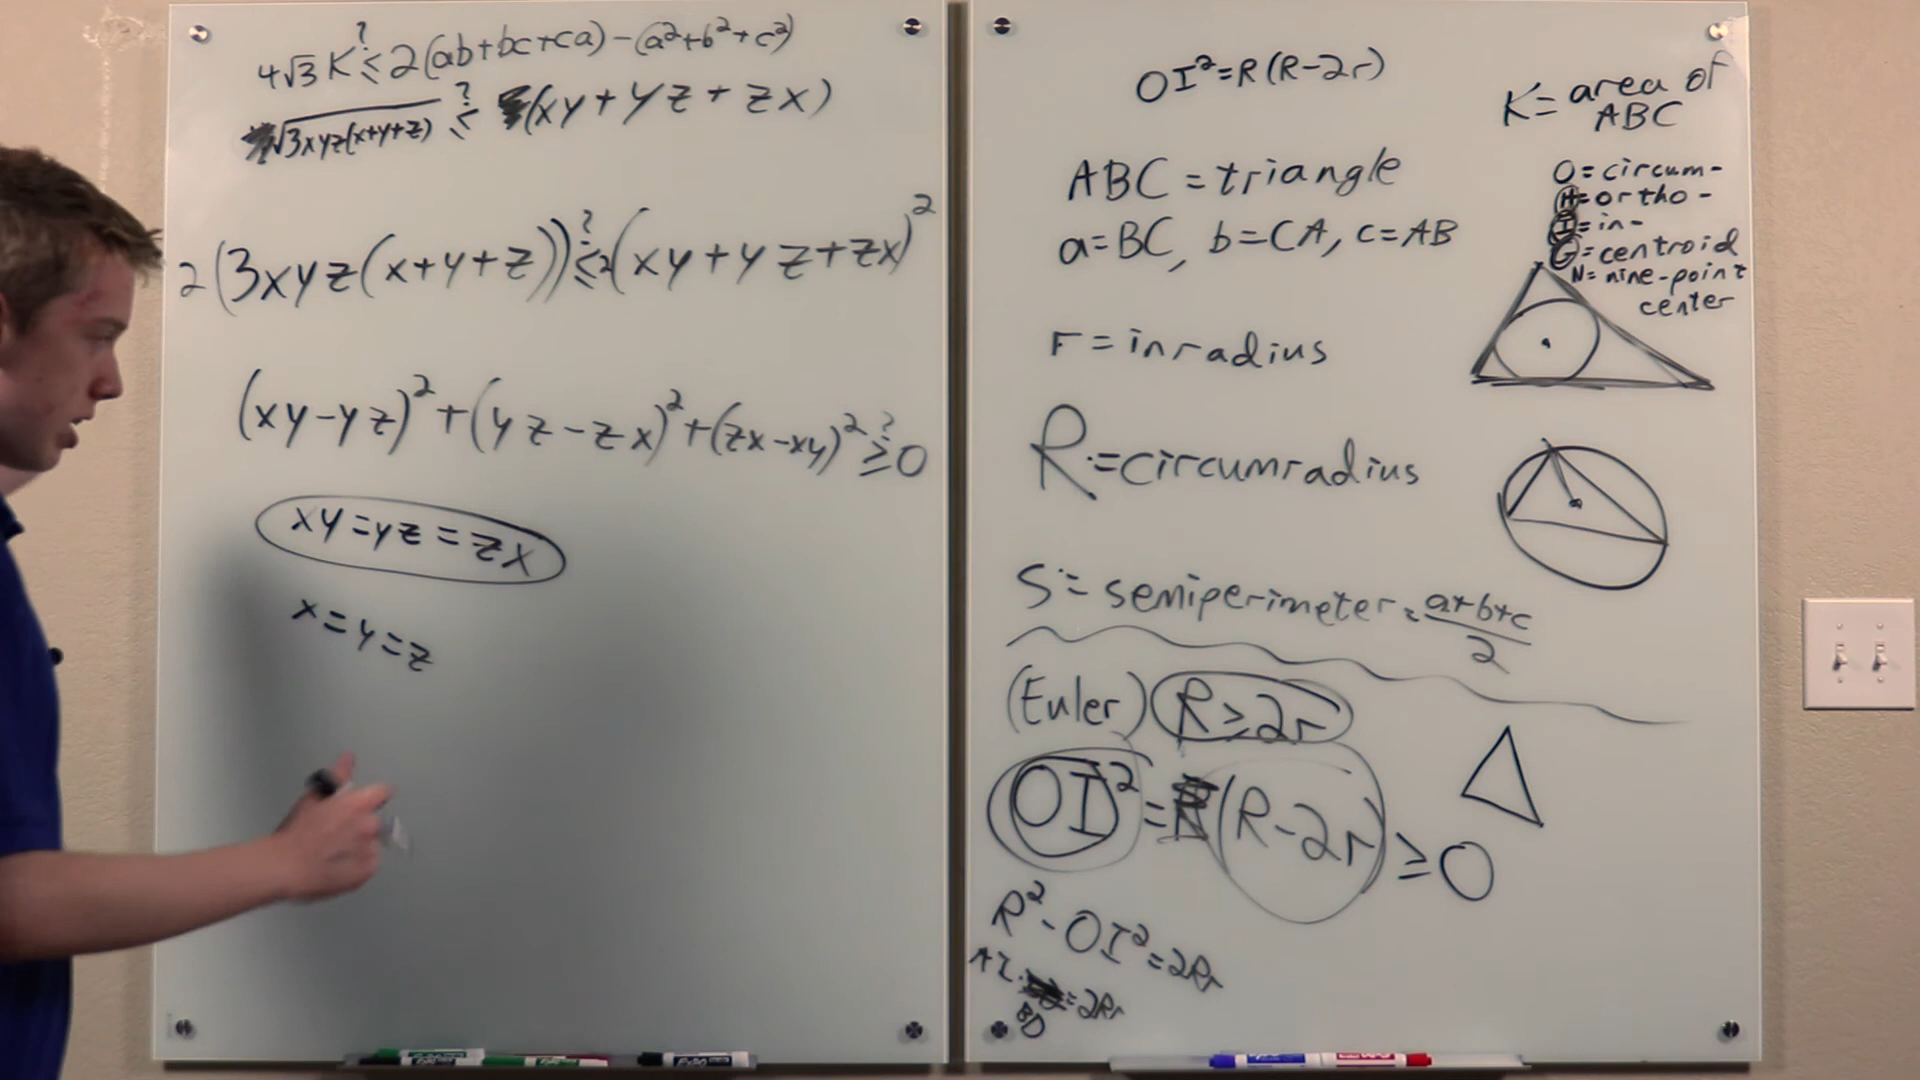 4√3 K ≤? 2(ab+bc+ca)-(a²+b²+c²)
√3xyz(x+y+z) ≤? (xy+yz+zx)
2(3xyz(x+y+z)) ≤? 2(xy+yz+zx)²
(xy-yz)²+(yz-zx)²+(zx-xy)² ≥? 0
xy=yz=zx
x=y=z
OI²=R(R-2r)
K= area of
ABC
ABC = triangle
a=BC, b=CA, c=AB
O=circum-
H=ortho-
I=in-
G=centroid
N=nine-point
center
r=inradius
R=circumradius
S= semiperimeter = (a+b+c)/2
(Euler) R≥2r
OI² = R(R-2r) ≥0
R²-OI²=2Rr
AI·
=2Rr
BD